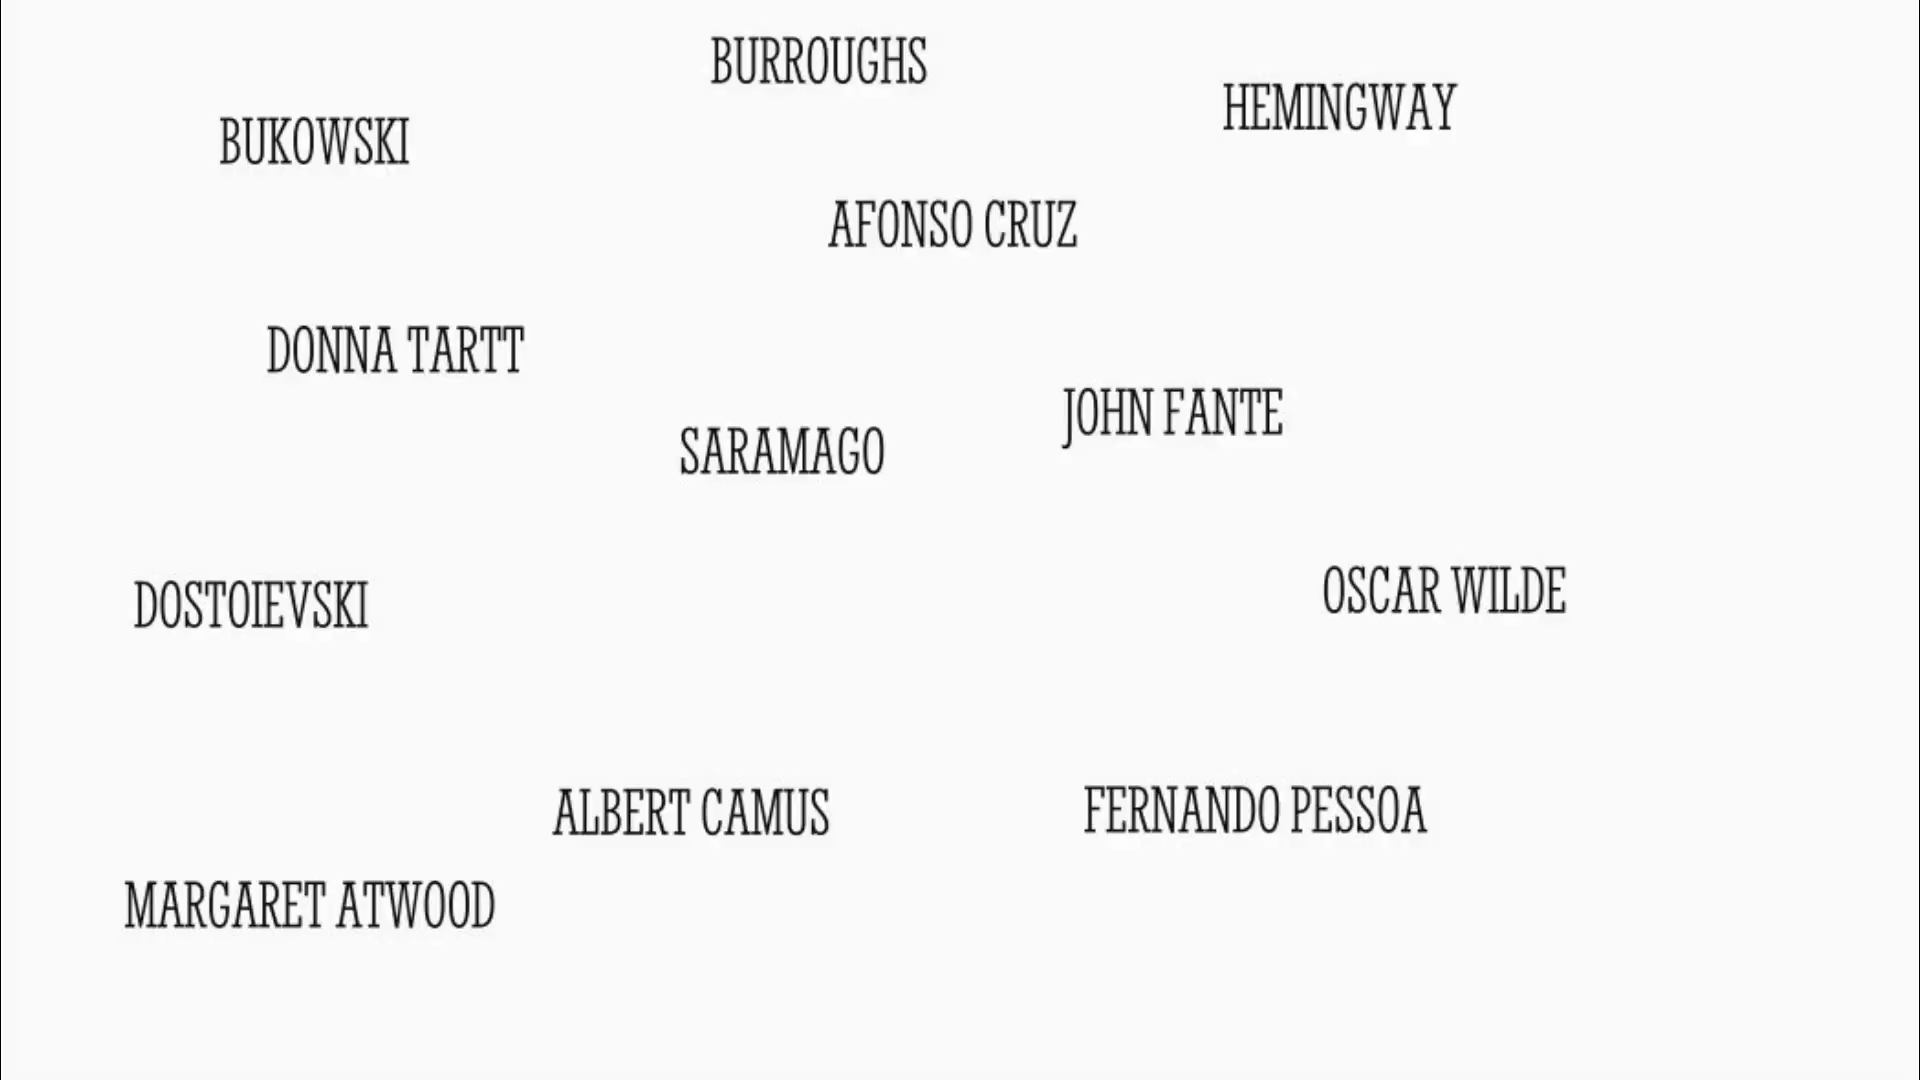 BURROUGHS
HEMINGWAY
BUKOWSKI
AFONSO CRUZ
DONNA TARTT
JOHN FANTE
SARAMAGO
OSCAR WILDE
DOSTOIEVSKI
ALBERT CAMUS
FERNANDO PESSOA
MARGARET ATWOOD